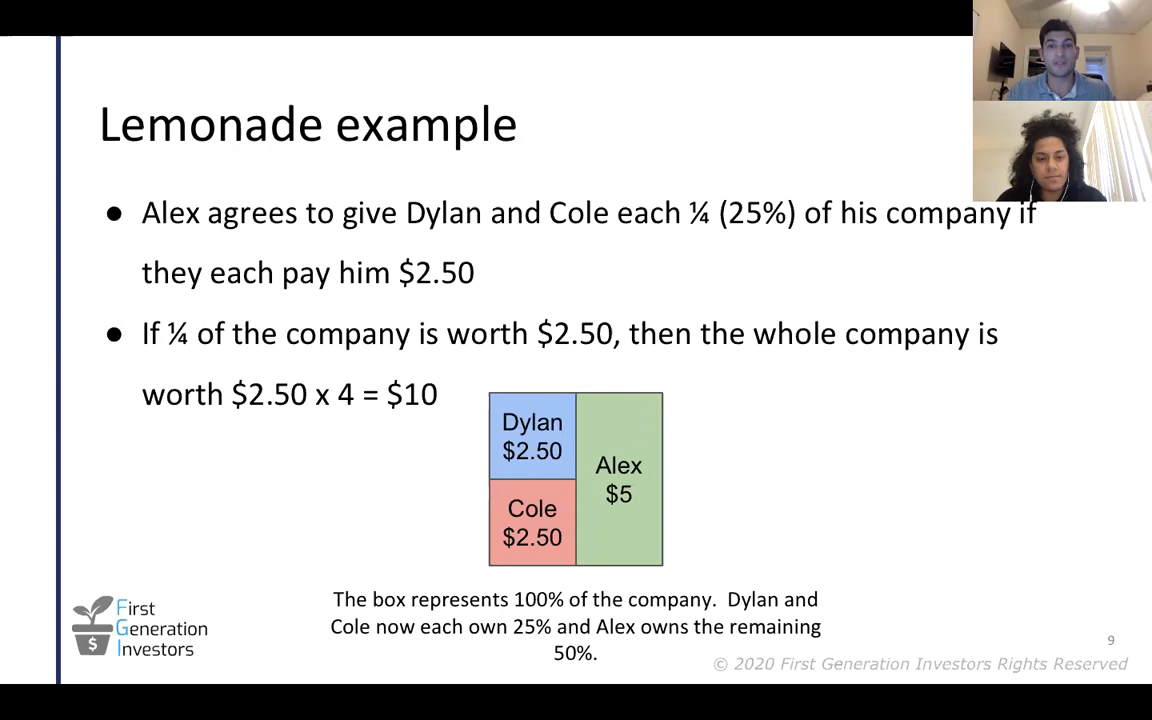 Lemonade example
● Alex agrees to give Dylan and Cole each ¼ (25%) of his company if
they each pay him $2.50
● If ¼ of the company is worth $2.50, then the whole company is
worth $2.50 x 4 = $10
Dylan
$2.50
Alex
$5
Cole
$2.50
The box represents 100% of the company. Dylan and
Cole now each own 25% and Alex owns the remaining
50%.
First
Generation
Investors
$
9
© 2020 First Generation Investors Rights Reserved